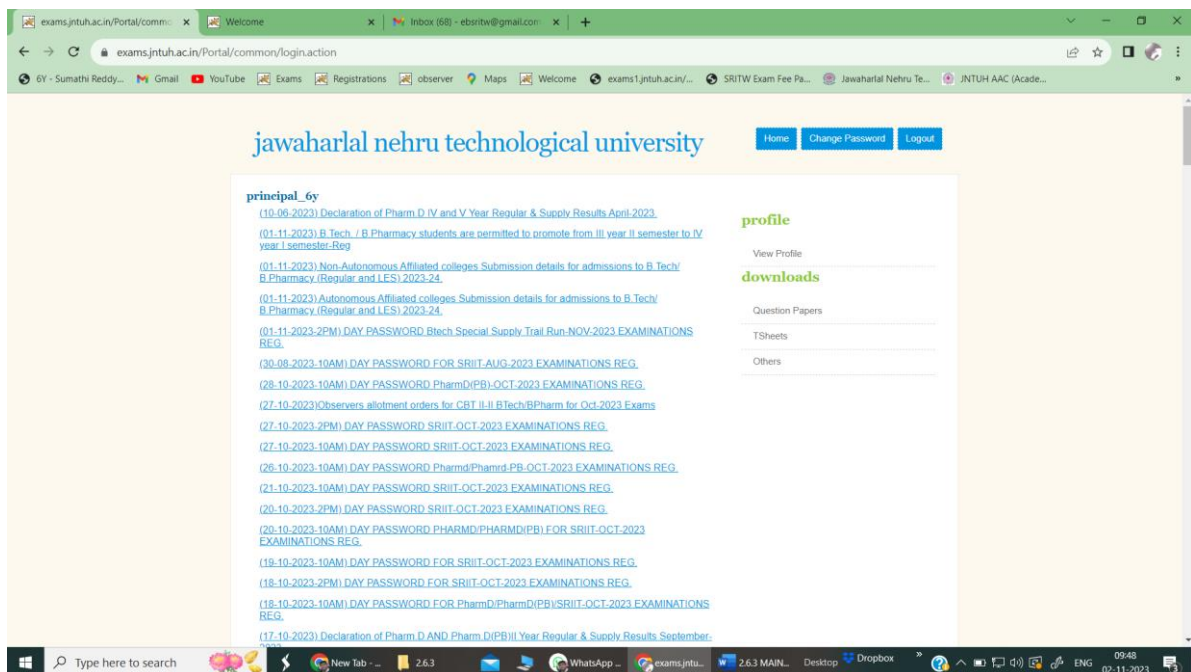 exams.jntuh.ac.in/Portal/commo
Welcome
Inbox (68) - ebsritw@gmail.com
exams.jntuh.ac.in/Portal/common/login.action
6Y - Sumathi Reddy...
Gmail
YouTube
Exams
Registrations
observer
Maps
Welcome
exams1.jntuh.ac.in/...
SRITW Exam Fee Pa...
Jawaharlal Nehru Te...
JNTUH AAC (Acade...
jawaharlal nehru technological university
Home
Change Password
Logout
principal_6y
(10-06-2023) Declaration of Pharm.D IV and V Year Regular & Supply Results April-2023.
(01-11-2023) B.Tech. / B.Pharmacy students are permitted to promote from III year II semester to IV
year I semester-Reg
(01-11-2023) Non-Autonomous Affiliated colleges Submission details for admissions to B.Tech/
B.Pharmacy (Regular and LES) 2023-24.
(01-11-2023) Autonomous Affiliated colleges Submission details for admissions to B.Tech/
B.Pharmacy (Regular and LES) 2023-24.
(01-11-2023-2PM) DAY PASSWORD Btech Special Supply Trail Run-NOV-2023 EXAMINATIONS
REG.
(30-08-2023-10AM) DAY PASSWORD FOR SRIIT-AUG-2023 EXAMINATIONS REG.
(28-10-2023-10AM) DAY PASSWORD PharmD(PB)-OCT-2023 EXAMINATIONS REG.
(27-10-2023)Observers allotment orders for CBT II-II BTech/BPharm for Oct-2023 Exams
(27-10-2023-2PM) DAY PASSWORD SRIIT-OCT-2023 EXAMINATIONS REG.
(27-10-2023-10AM) DAY PASSWORD SRIIT-OCT-2023 EXAMINATIONS REG.
(26-10-2023-10AM) DAY PASSWORD Pharmd/Phamrd-PB-OCT-2023 EXAMINATIONS REG.
(21-10-2023-10AM) DAY PASSWORD SRIIT-OCT-2023 EXAMINATIONS REG.
(20-10-2023-2PM) DAY PASSWORD SRIIT-OCT-2023 EXAMINATIONS REG.
(20-10-2023-10AM) DAY PASSWORD PHARMD/PHARMD(PB) FOR SRIIT-OCT-2023
EXAMINATIONS REG.
(19-10-2023-10AM) DAY PASSWORD FOR SRIIT-OCT-2023 EXAMINATIONS REG.
(18-10-2023-2PM) DAY PASSWORD FOR SRIIT-OCT-2023 EXAMINATIONS REG.
(18-10-2023-10AM) DAY PASSWORD FOR PharmD/PharmD(PB)/SRIIT-OCT-2023 EXAMINATIONS
REG.
(17-10-2023) Declaration of Pharm.D AND Pharm.D(PB)II Year Regular & Supply Results September-
profile
View Profile
downloads
Question Papers
TSheets
Others
Type here to search
New Tab - ...
2.6.3
WhatsApp ...
exams.jntu...
2.6.3 MAIN...
Desktop
Dropbox
ENG
09:48
02-11-2023